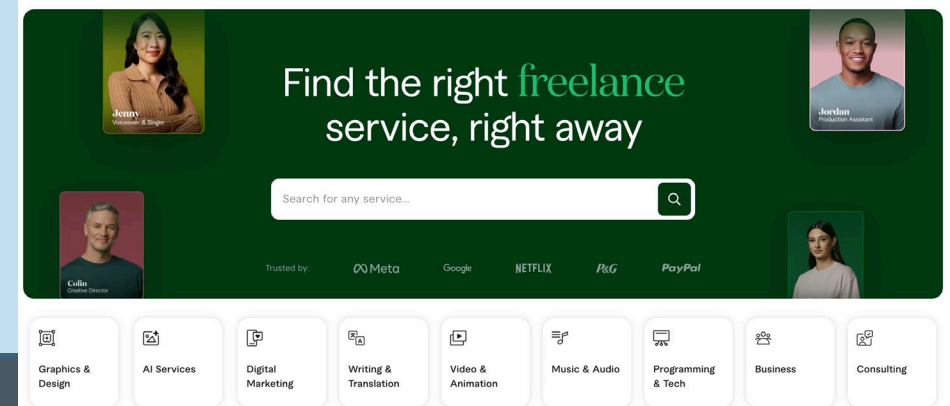 Find the right freelance
service, right away
Jenny
Voiceover & Singer
Jordan
Production Assistant
Search for any service...
Colin
Creative Director
Trusted by:
Meta
Google
NETFLIX
P&G
PayPal
Graphics &
Design
AI Services
Digital
Marketing
Writing &
Translation
Video &
Animation
Music & Audio
Programming
& Tech
Business
Consulting